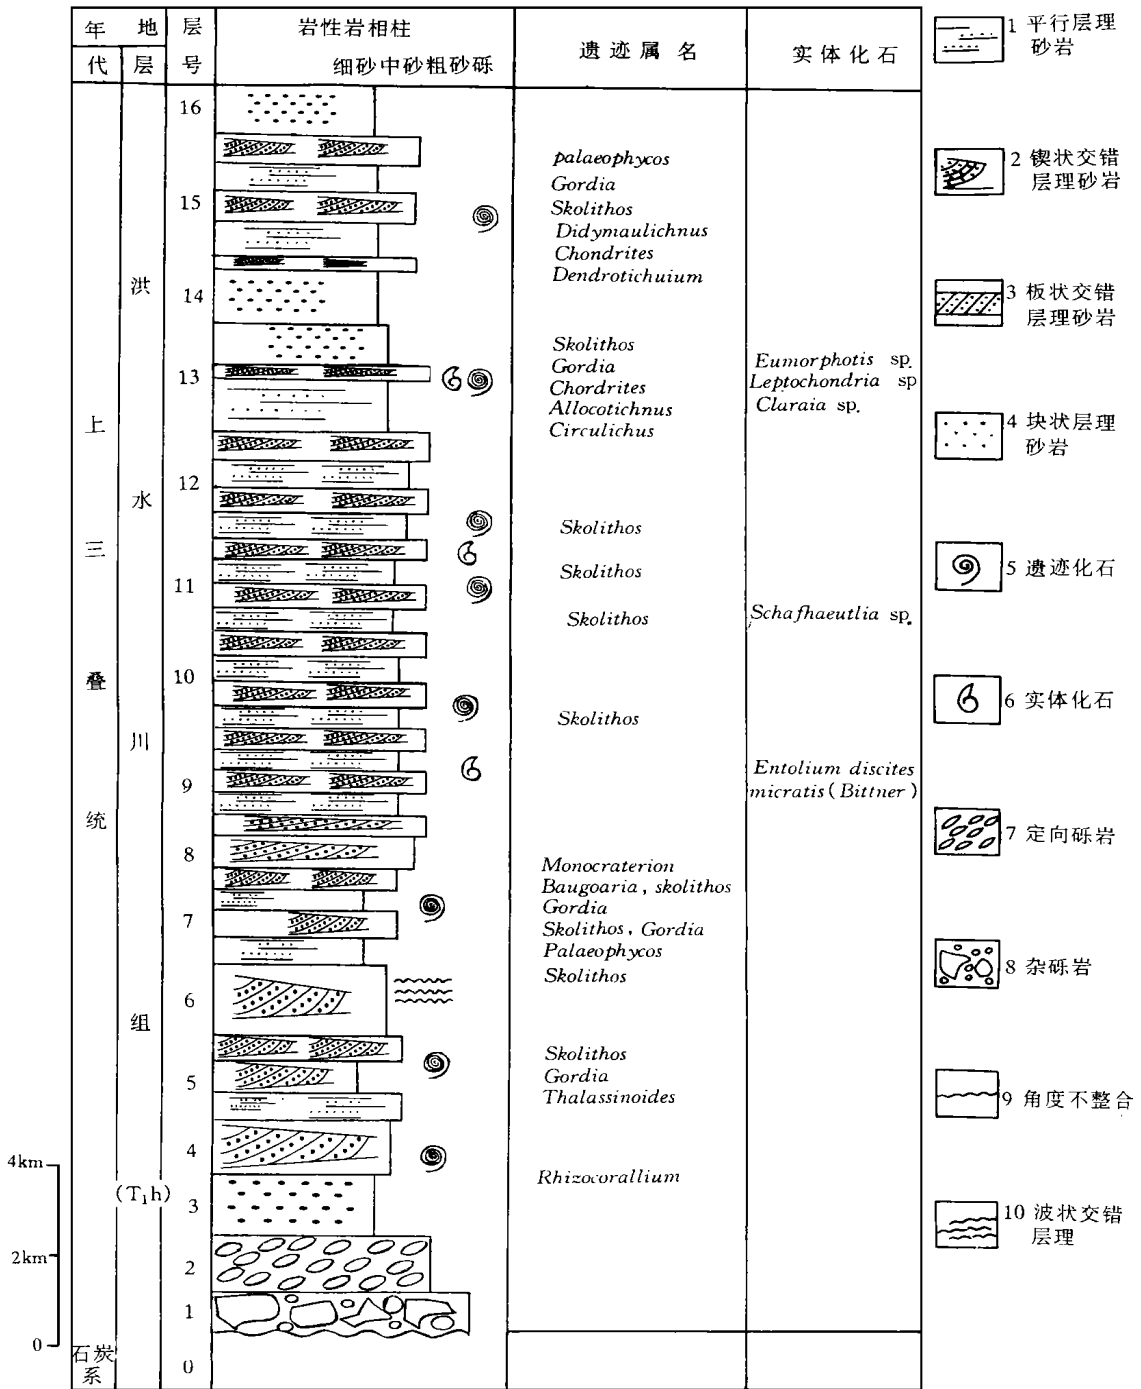 年 地 层 岩性岩相柱 遗迹属名 实体化石
代 层 号 细砂中砂粗砂砾
16
palaeophycos
Gordia
15 Skolithos
Didymaulichnus
Chondrites
Dendrotichuium
洪 14
Skolithos
Gordia Eumorphotis sp.
13 Chordrites Leptochondria sp
Allocotichnus Claraia sp.
上 Circulichus
12
水
Skolithos
三
Skolithos
11
Skolithos Schafhaeutlia sp.
叠 10
Skolithos
川
Entolium discites
9 micratis(Bittner)
统
8
Monocraterion
Baugoaria, skolithos
Gordia
7 Skolithos, Gordia
Palaeophycos
Skolithos
6
组
Skolithos
5 Gordia
Thalassinoides
4
4km
Rhizocorallium
(T₁h)
3
2km
2
1
0
石炭
系 0
1 平行层理
砂岩
2 锲状交错
层理砂岩
3 板状交错
层理砂岩
4 块状层理
砂岩
5 遗迹化石
6 实体化石
7 定向砾岩
8 杂砾岩
9 角度不整合
10 波状交错
层理